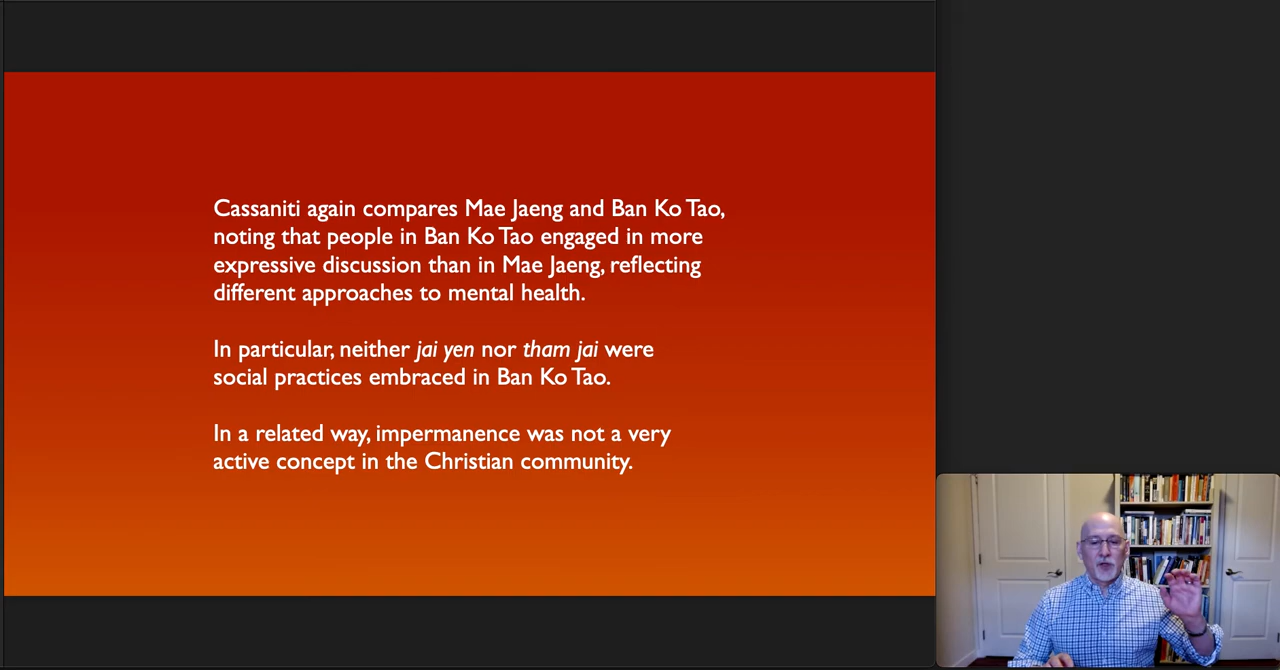 Cassaniti again compares Mae Jaeng and Ban Ko Tao,
noting that people in Ban Ko Tao engaged in more
expressive discussion than in Mae Jaeng, reflecting
different approaches to mental health.
In particular, neither jai yen nor tham jai were
social practices embraced in Ban Ko Tao.
In a related way, impermanence was not a very
active concept in the Christian community.